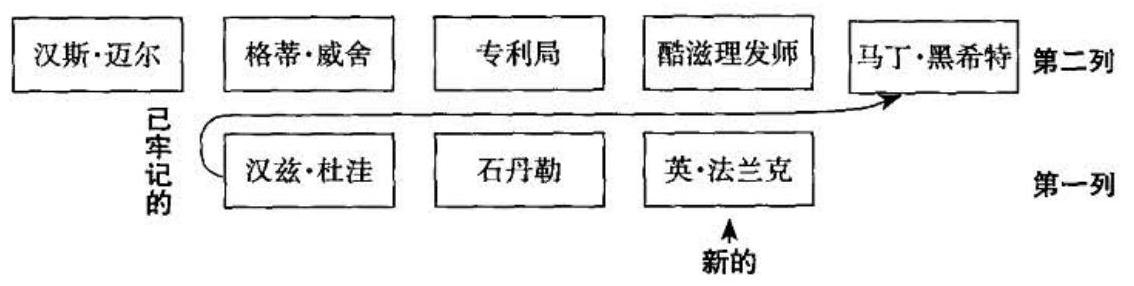 汉斯·迈尔 格蒂·威舍 专利局 酷滋理发师 马丁·黑希特 第二列
已牢记的
汉兹·杜洼 石丹勒 英·法兰克 第一列
新的